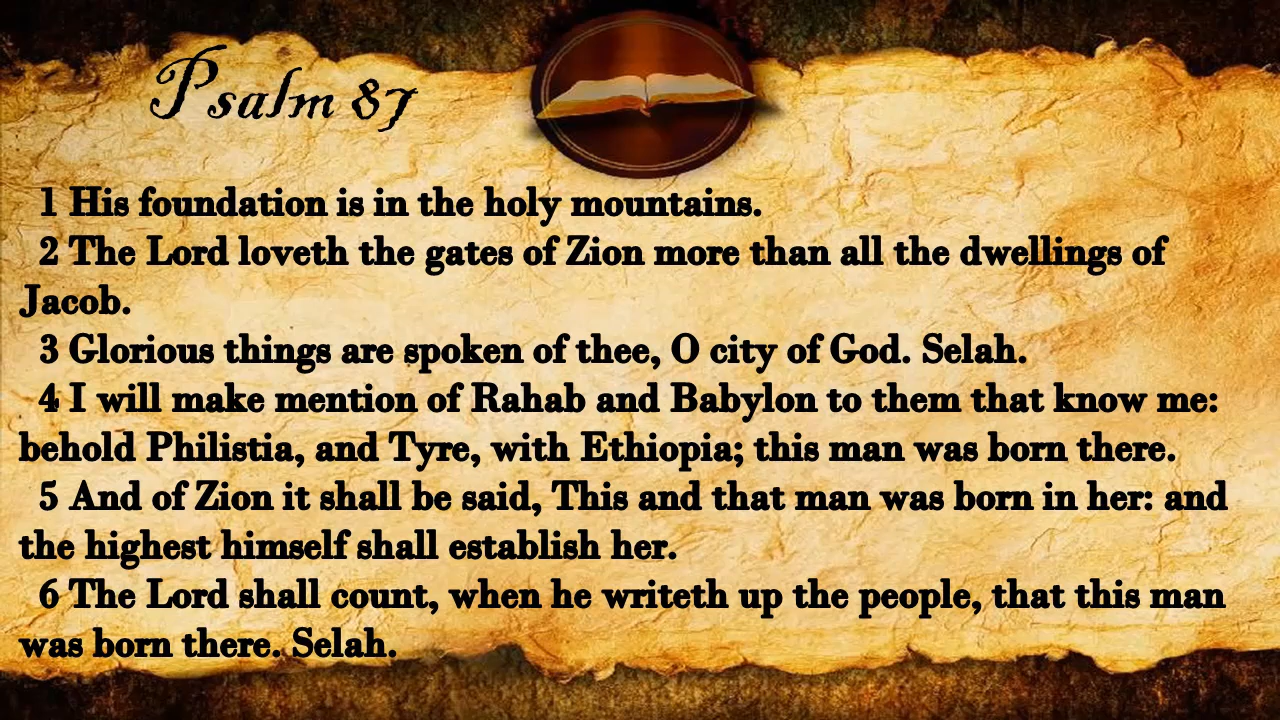 Psalm 87
1 His foundation is in the holy mountains.
2 The Lord loveth the gates of Zion more than all the dwellings of
Jacob.
3 Glorious things are spoken of thee, O city of God. Selah.
4 I will make mention of Rahab and Babylon to them that know me:
behold Philistia, and Tyre, with Ethiopia; this man was born there.
5 And of Zion it shall be said, This and that man was born in her: and
the highest himself shall establish her.
6 The Lord shall count, when he writeth up the people, that this man
was born there. Selah.